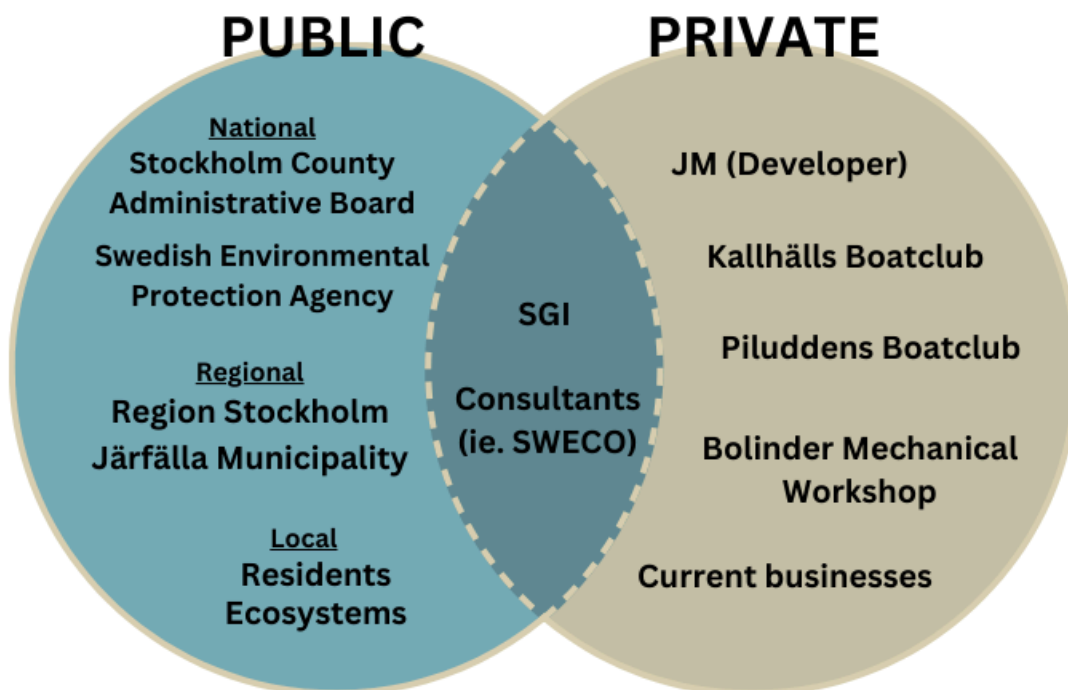 PUBLIC
National
Stockholm County
Administrative Board
Swedish Environmental
Protection Agency
Regional
Region Stockholm
Järfälla Municipality
Local
Residents
Ecosystems
SGI
Consultants
(ie. SWECO)
PRIVATE
JM (Developer)
Kallhälls Boatclub
Piluddens Boatclub
Bolinder Mechanical
Workshop
Current businesses